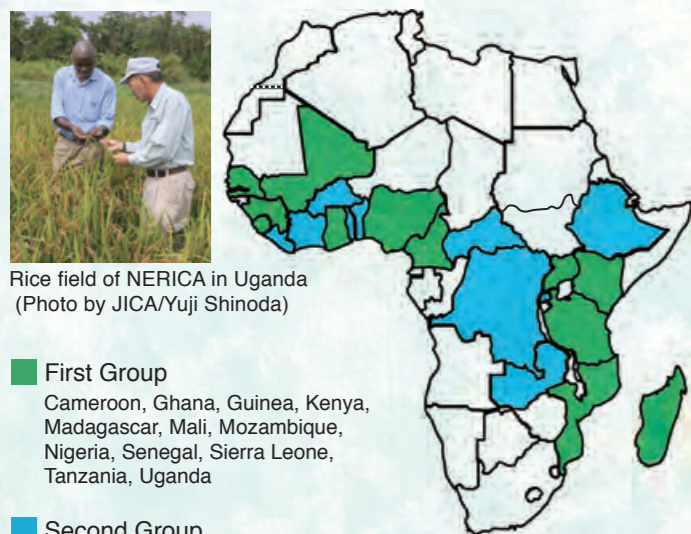 Rice field of NERICA in Uganda
(Photo by JICA/Yuji Shinoda)
First Group
Cameroon, Ghana, Guinea, Kenya,
Madagascar, Mali, Mozambique,
Nigeria, Senegal, Sierra Leone,
Tanzania, Uganda
Second Group